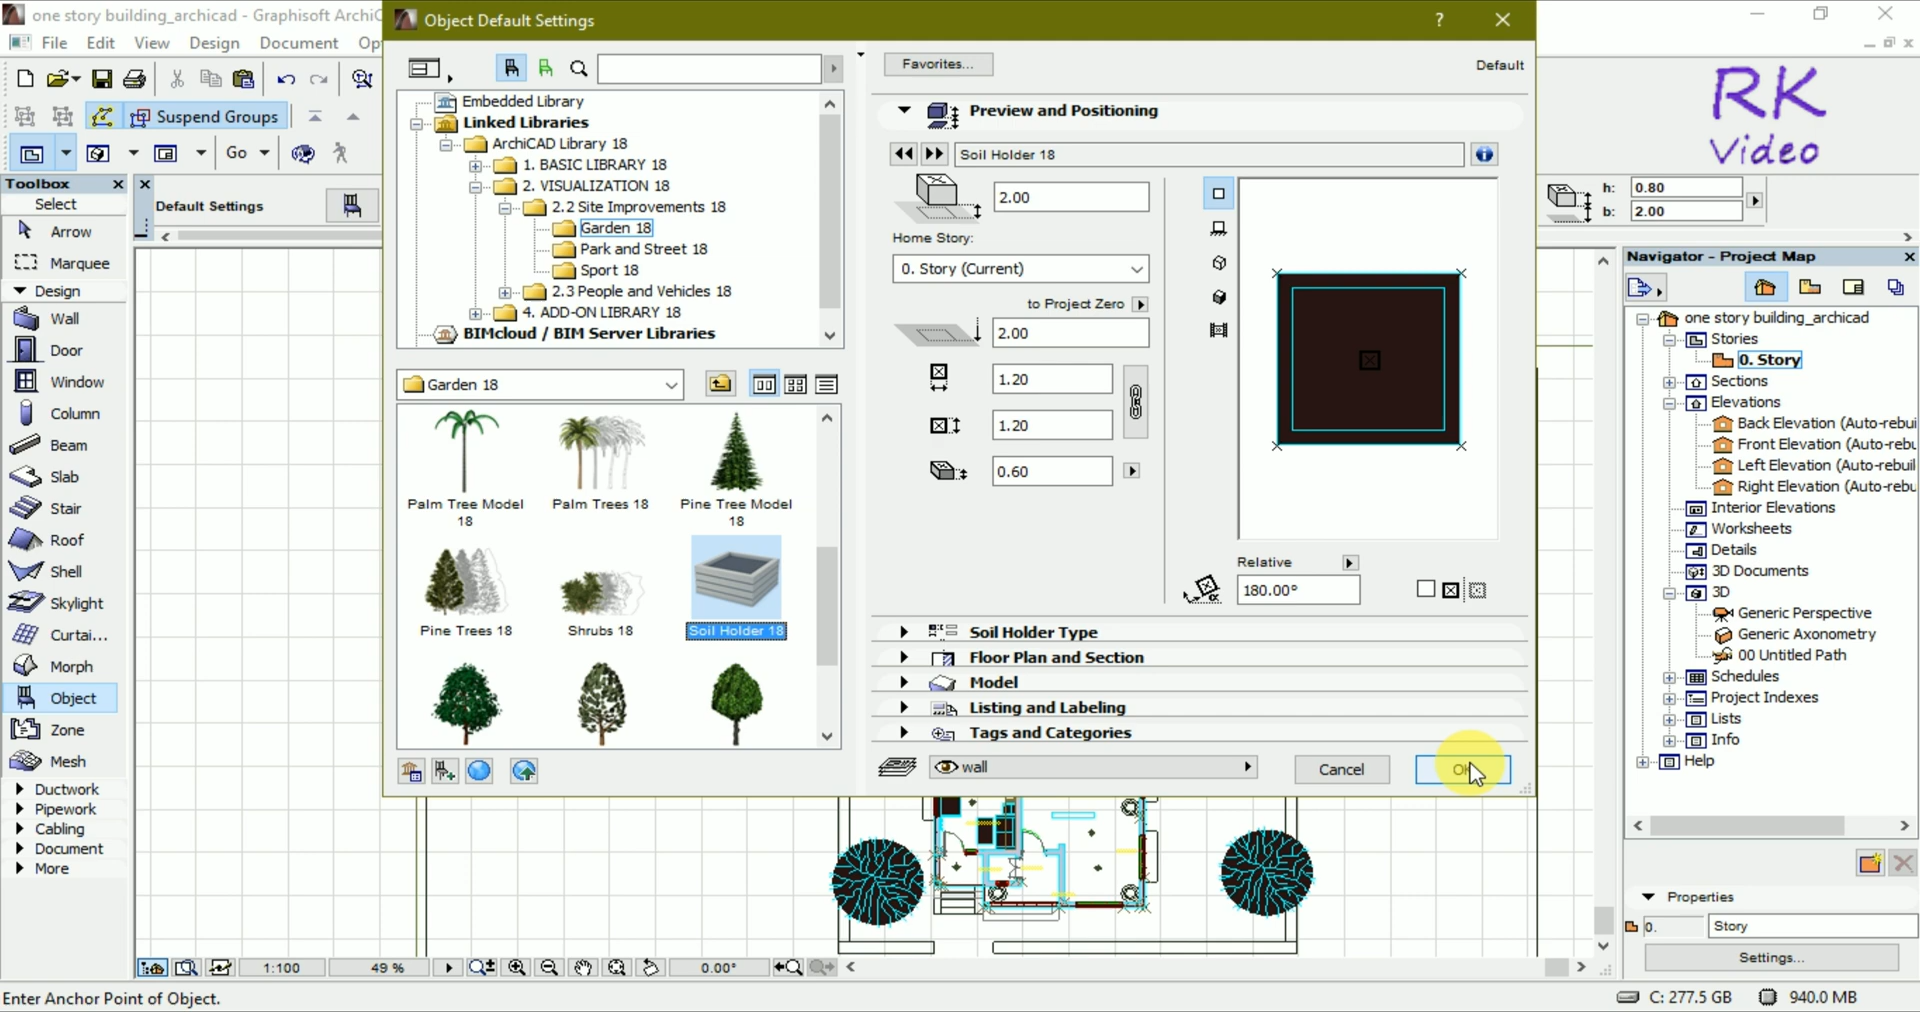 one story building_archicad - Graphisoft ArchiC
File Edit View Design Document Op
Suspend Groups
Go
Toolbox
Select
Arrow
Marquee
Design
Wall
Door
Window
Column
Beam
Slab
Stair
Roof
Shell
Skylight
Curtai...
Morph
Object
Zone
Mesh
Ductwork
Pipework
Cabling
Document
More
Default Settings
Object Default Settings
Embedded Library
Linked Libraries
ArchiCAD Library 18
1. BASIC LIBRARY 18
2. VISUALIZATION 18
2.2 Site Improvements 18
Garden 18
Park and Street 18
Sport 18
2.3 People and Vehicles 18
4. ADD-ON LIBRARY 18
BIMcloud / BIM Server Libraries
Garden 18
Palm Tree Model 18
Palm Trees 18
Pine Tree Model 18
Pine Trees 18
Shrubs 18
Soil Holder 18
Favorites...
Default
Preview and Positioning
Soil Holder 18
2.00
Home Story:
0. Story (Current)
to Project Zero
2.00
1.20
1.20
0.60
Relative
180.00°
Soil Holder Type
Floor Plan and Section
Model
Listing and Labeling
Tags and Categories
wall
Cancel
OK
RK
Video
h: 0.80
b: 2.00
Navigator - Project Map
one story building_archicad
Stories
0. Story
Sections
Elevations
Back Elevation (Auto-rebui
Front Elevation (Auto-rebu
Left Elevation (Auto-rebuil
Right Elevation (Auto-rebu
Interior Elevations
Worksheets
Details
3D Documents
3D
Generic Perspective
Generic Axonometry
00 Untitled Path
Schedules
Project Indexes
Lists
Info
Help
Properties
0. Story
Settings...
1:100
49 %
0.00°
Enter Anchor Point of Object.
C: 277.5 GB
940.0 MB